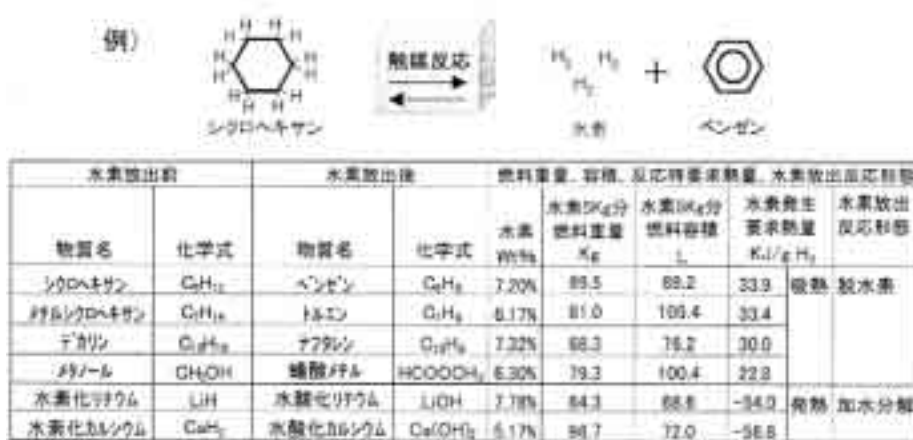 例)
触媒反応
H₂ H₂
H₂
+
シクロヘキサン
水素
ベンゼン
水素放出前 水素放出後 燃料重量、容積、反応時要求熱量、水素放出反応形態
物質名 化学式 物質名 化学式 水素 Wt% 水素5Kg分 燃料重量 Kg 水素5Kg分 燃料容積 L 水素発生 要求熱量 KJ/g H₂ 水素放出 反応形態
シクロヘキサン C₆H₁₂ ベンゼン C₆H₆ 7.20% 69.5 89.2 33.9 吸熱 脱水素
メチルシクロヘキサン C₇H₁₄ トルエン C₇H₈ 6.17% 81.0 105.4 33.4
デカリン C₁₀H₁₈ ナフタレン C₁₀H₈ 7.32% 68.3 76.2 30.0
メタノール CH₃OH 蟻酸メチル HCOOCH₃ 6.30% 79.3 100.4 22.8
水素化リチウム LiH 水酸化リチウム LiOH 7.78% 64.3 68.6 発熱 加水分解
水素化カルシウム CaH₂ 水酸化カルシウム Ca(OH)₂ 5.17% 96.7 72.0